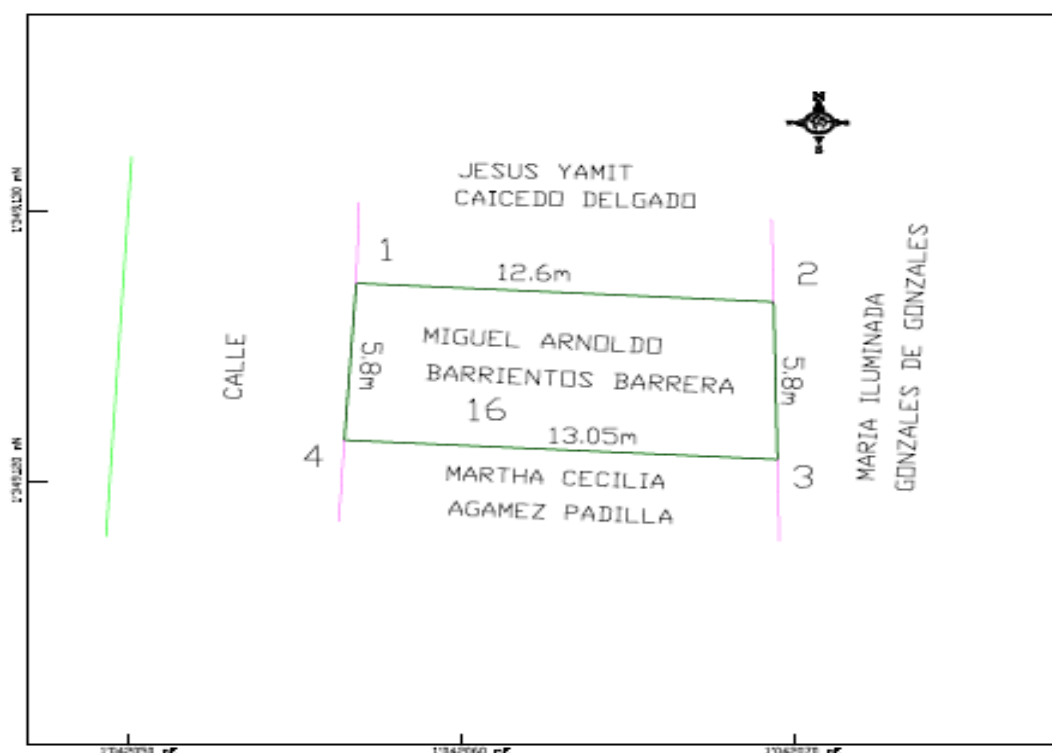 N
S
JESUS YAMIT
CAICEDO DELGADO
1
12.6m
2
MIGUEL ARNOLDO
BARRIENTOS BARRERA
5.8m
5.8m
16
13.05m
4
3
MARTHA CECILIA
AGAMEZ PADILLA
CALLE
MARIA ILUMINADA
GONZALES DE GONZALES